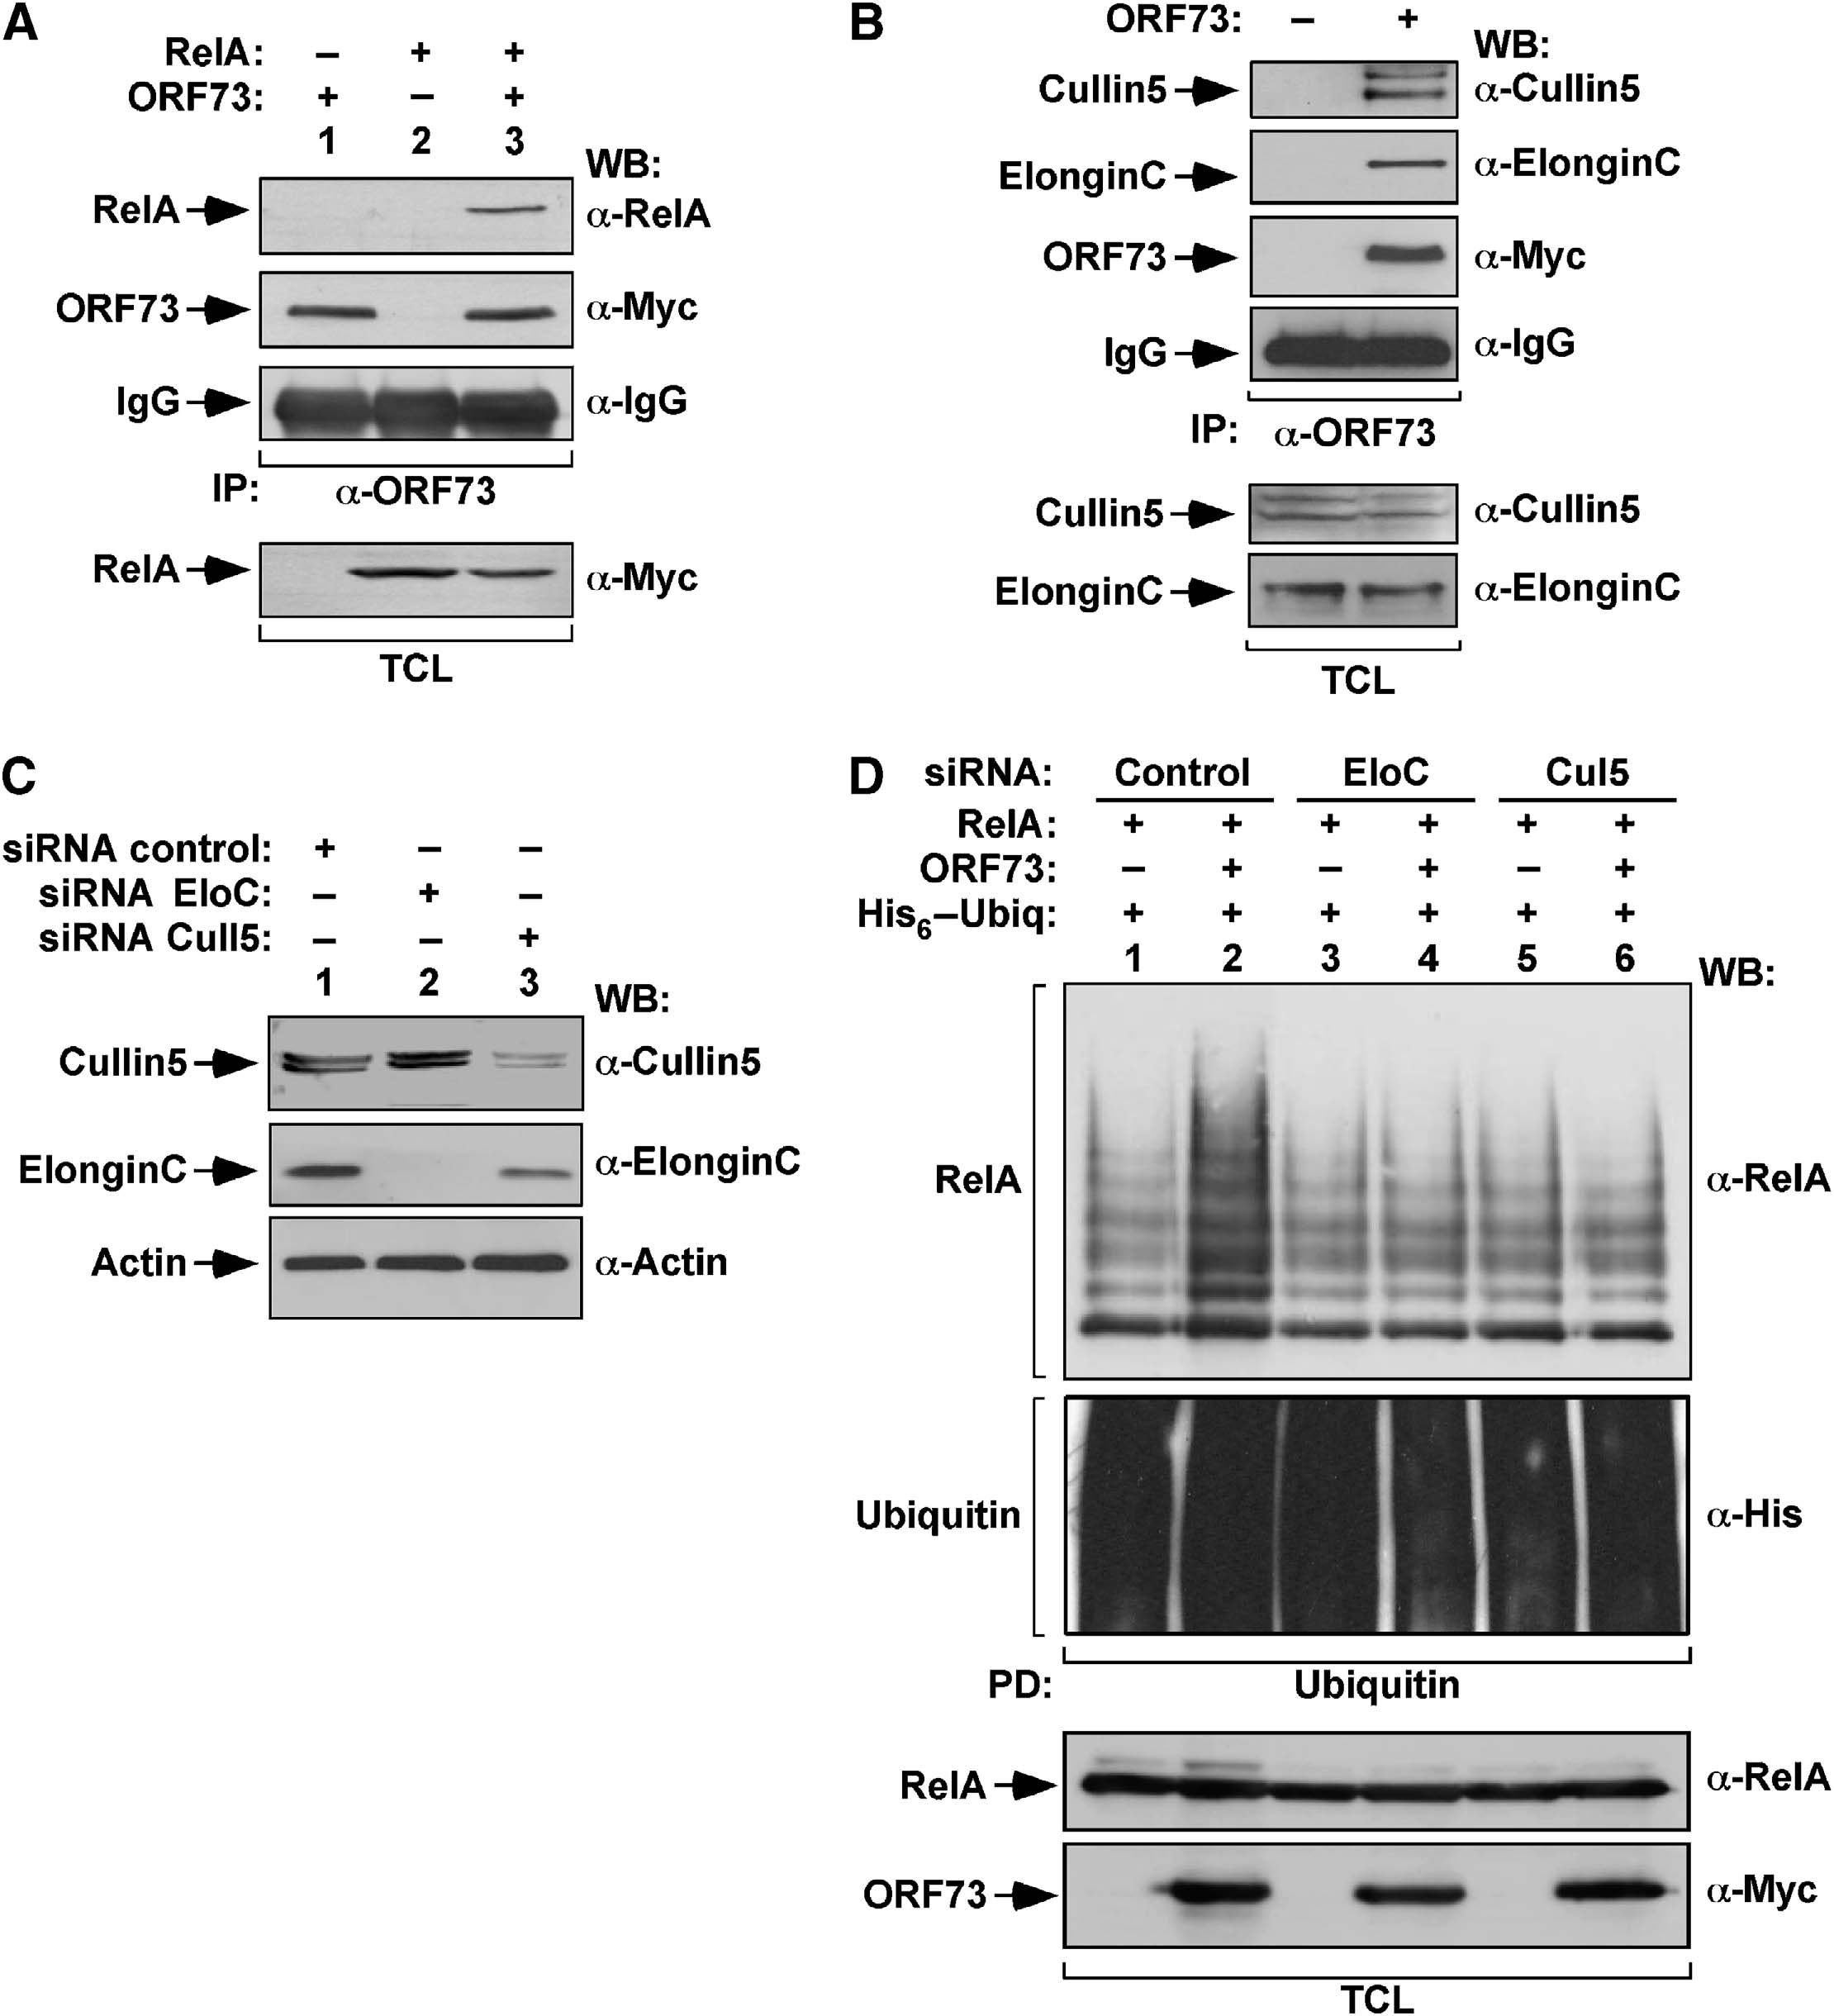 A
RelA: – + +
ORF73: + – +
1 2 3
WB:
RelA α-RelA
ORF73 α-Myc
IgG α-IgG
IP: α-ORF73
RelA α-Myc
TCL
B
ORF73: – +
WB:
Cullin5 α-Cullin5
ElonginC α-ElonginC
ORF73 α-Myc
IgG α-IgG
IP: α-ORF73
Cullin5 α-Cullin5
ElonginC α-ElonginC
TCL
C
siRNA control: + – –
siRNA EloC: – + –
siRNA Cull5: – – +
1 2 3
WB:
Cullin5 α-Cullin5
ElonginC α-ElonginC
Actin α-Actin
D
siRNA: Control EloC Cul5
RelA: + + + + + +
ORF73: – + – + – +
His6–Ubiq: + + + + + +
1 2 3 4 5 6
WB:
RelA α-RelA
Ubiquitin α-His
PD: Ubiquitin
RelA α-RelA
ORF73 α-Myc
TCL